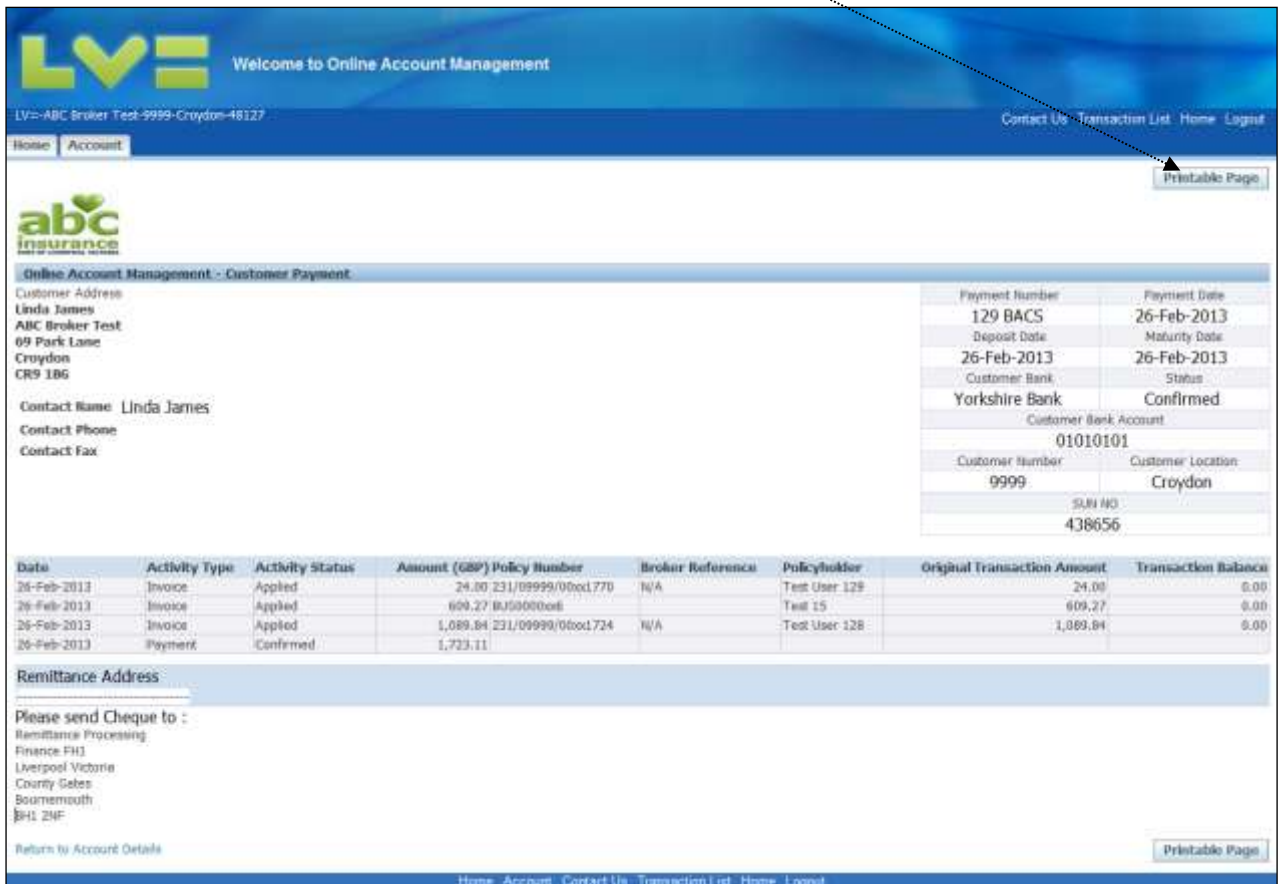 LV=
Welcome to Online Account Management
LV=-ABC Broker Test-9999-Croydon-48127
Contact Us Transaction List Home Logout
Home Account
Printable Page
abc
insurance
Online Account Management - Customer Payment
Customer Address
Linda James
ABC Broker Test
69 Park Lane
Croydon
CR9 1BG
Contact Name Linda James
Contact Phone
Contact Fax
Payment Number Payment Date
129 BACS 26-Feb-2013
Deposit Date Maturity Date
26-Feb-2013 26-Feb-2013
Customer Bank Status
Yorkshire Bank Confirmed
Customer Bank Account
01010101
Customer Number Customer Location
9999 Croydon
SUN NO
438656
Date Activity Type Activity Status Amount (GBP) Policy Number Broker Reference Policyholder Original Transaction Amount Transaction Balance
26-Feb-2013 Invoice Applied 24.00 231/09999/00xx1770 N/A Test User 129 24.00 0.00
26-Feb-2013 Invoice Applied 609.27 Test 15 609.27 0.00
26-Feb-2013 Invoice Applied 1,089.84 231/09999/00xx1724 N/A Test User 128 1,089.84 0.00
26-Feb-2013 Payment Confirmed 1,723.11
Remittance Address
Please send Cheque to :
Remittance Processing
Finance FH1
Liverpool Victoria
County Gates
Bournemouth
BH1 2NF
Return to Account Details
Printable Page
Home Account Contact Us Transaction List Home Logout